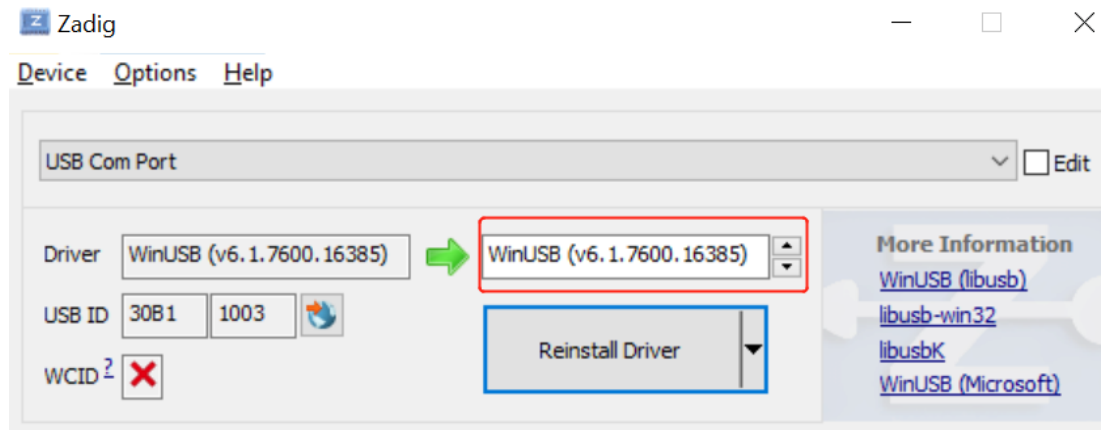 Zadig
Device Options Help
USB Com Port
Edit
Driver WinUSB (v6.1.7600.16385) WinUSB (v6.1.7600.16385)
USB ID 30B1 1003
WCID ?
Reinstall Driver
More Information
WinUSB (libusb)
libusb-win32
libusbK
WinUSB (Microsoft)